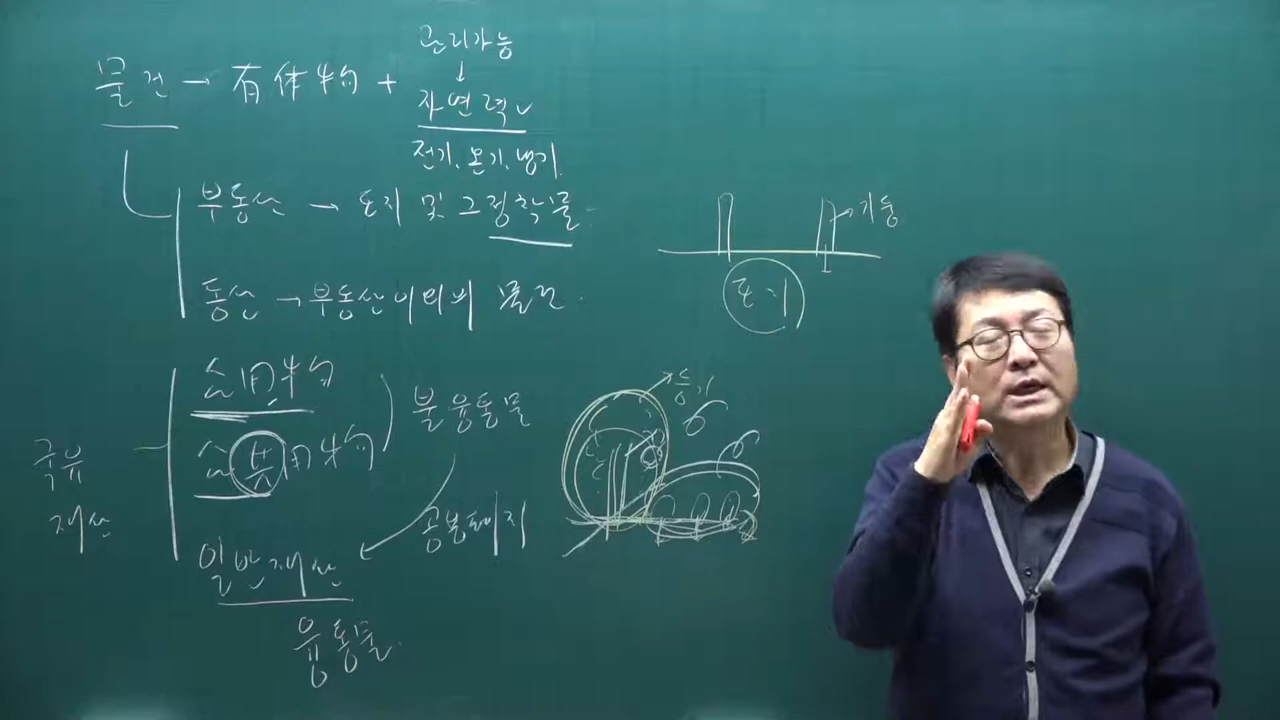 관리가능
↓
물건 → 有体物 + 자연력
전기, 온기, 냉기
부동산 → 토지 및 그 정착물
동산 → 부동산 이외의 물건
公用物
公共用物
불융통물
국유
재산
공용폐지
일반재산
융통물
기둥
토지
등기